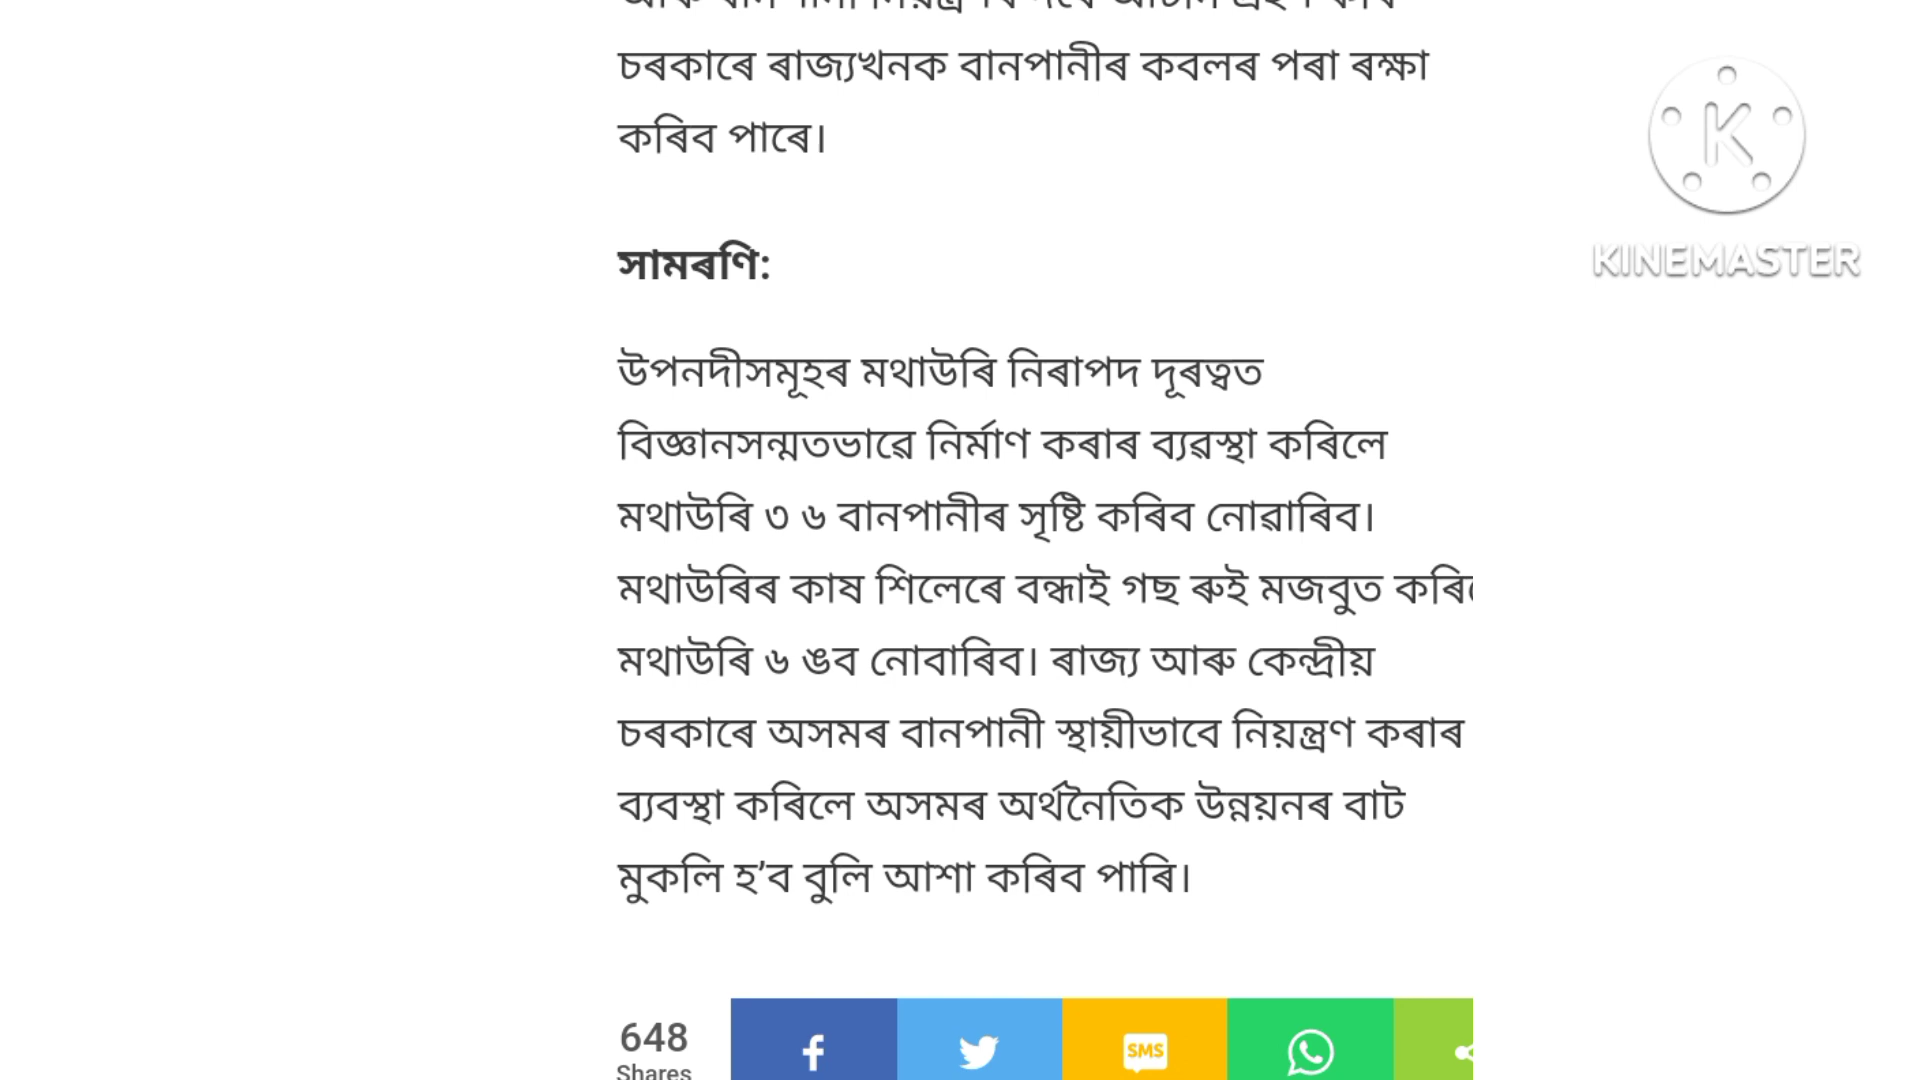 চৰকাৰে ৰাজ্যখনক বানপানীৰ কবলৰ পৰা ৰক্ষা
কৰিব পাৰে।
সামৰণি:
উপনদীসমূহৰ মথাউৰি নিৰাপদ দূৰত্বত
বিজ্ঞানসন্মতভাৱে নিৰ্মাণ কৰাৰ ব্যৱস্থা কৰিলে
মথাউৰি ৩ ৬ বানপানীৰ সৃষ্টি কৰিব নোৱাৰিব।
মথাউৰিৰ কাষ শিলেৰে বন্ধাই গছ ৰুই মজবুত
মথাউৰি ৬ ঙব নোবাৰিব। ৰাজ্য আৰু কেন্দ্ৰীয়
চৰকাৰে অসমৰ বানপানী স্থায়ীভাবে নিয়ন্ত্ৰণ কৰাৰ
ব্যবস্থা কৰিলে অসমৰ অৰ্থনৈতিক উন্নয়নৰ বাট
মুকলি হ’ব বুলি আশা কৰিব পাৰি।
648
Shares
SMS
K
KINEMASTER